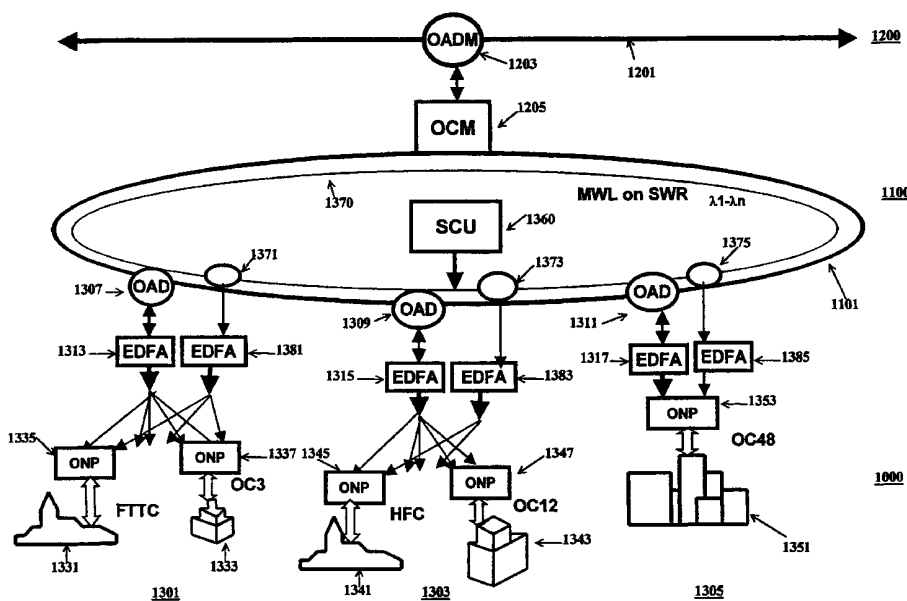 OADM
1200
1203
1201
1205
OCM
1370
MWL on SWR λ1-λn
1100
SCU
1360
1371
1373
1375
1307
OAD
1309
OAD
1311
OAD
1101
1313
EDFA
EDFA
1381
1315
EDFA
EDFA
1383
1317
EDFA
EDFA
1385
ONP
1353
OC48
1335
ONP
ONP
1337
1345
ONP
ONP
1347
FTTC
OC3
HFC
OC12
1000
1331
1333
1341
1343
1351
1301
1303
1305